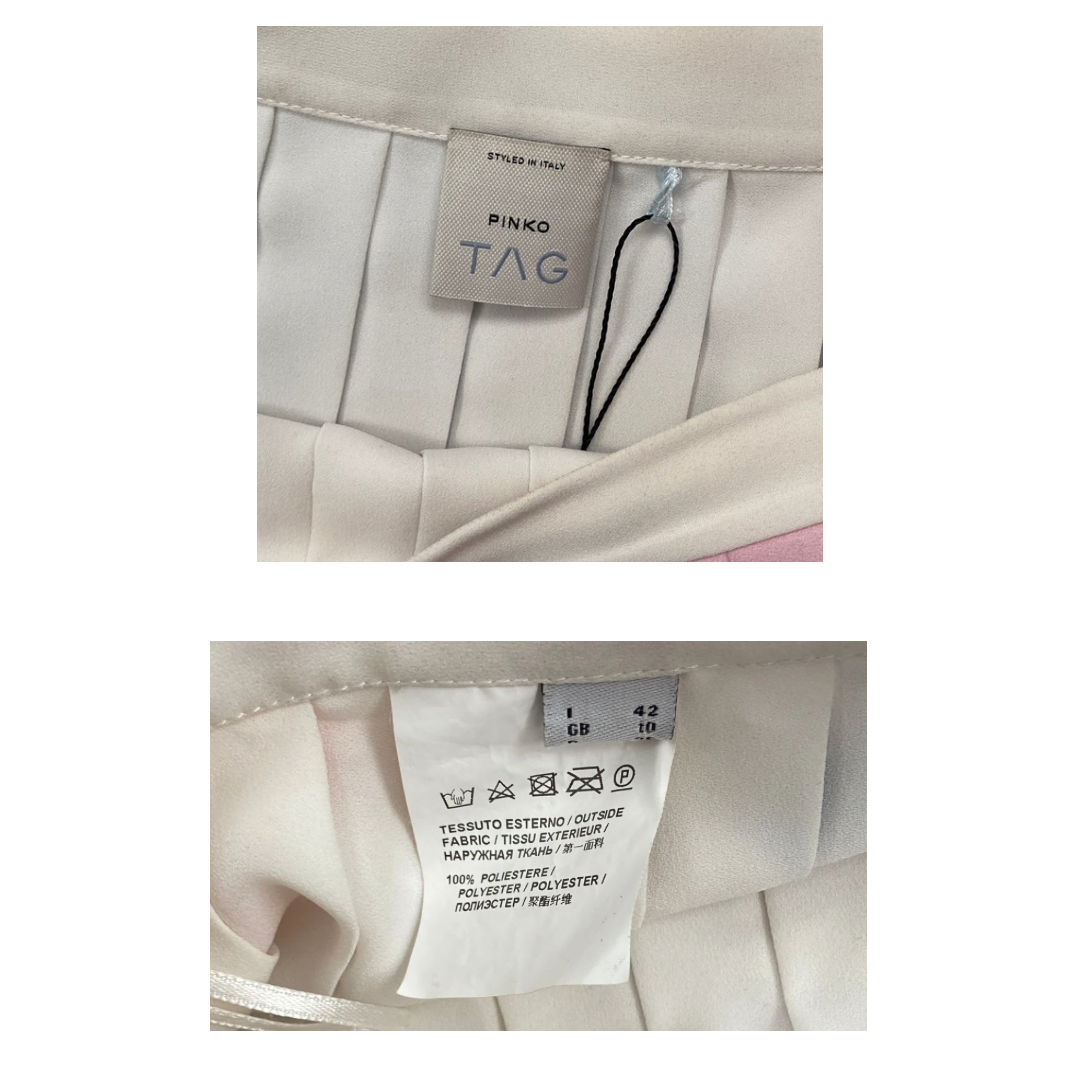 STYLED IN ITALY
PINKO
TAG
I 42
GB 10
P
TESSUTO ESTERNO / OUTSIDE
FABRIC / TISSU EXTERIEUR /
НАРУЖНАЯ ТКАНЬ / 第一面料
100% POLIESTERE /
POLYESTER / POLYESTER /
ПОЛИЭСТЕР / 聚酯纤维